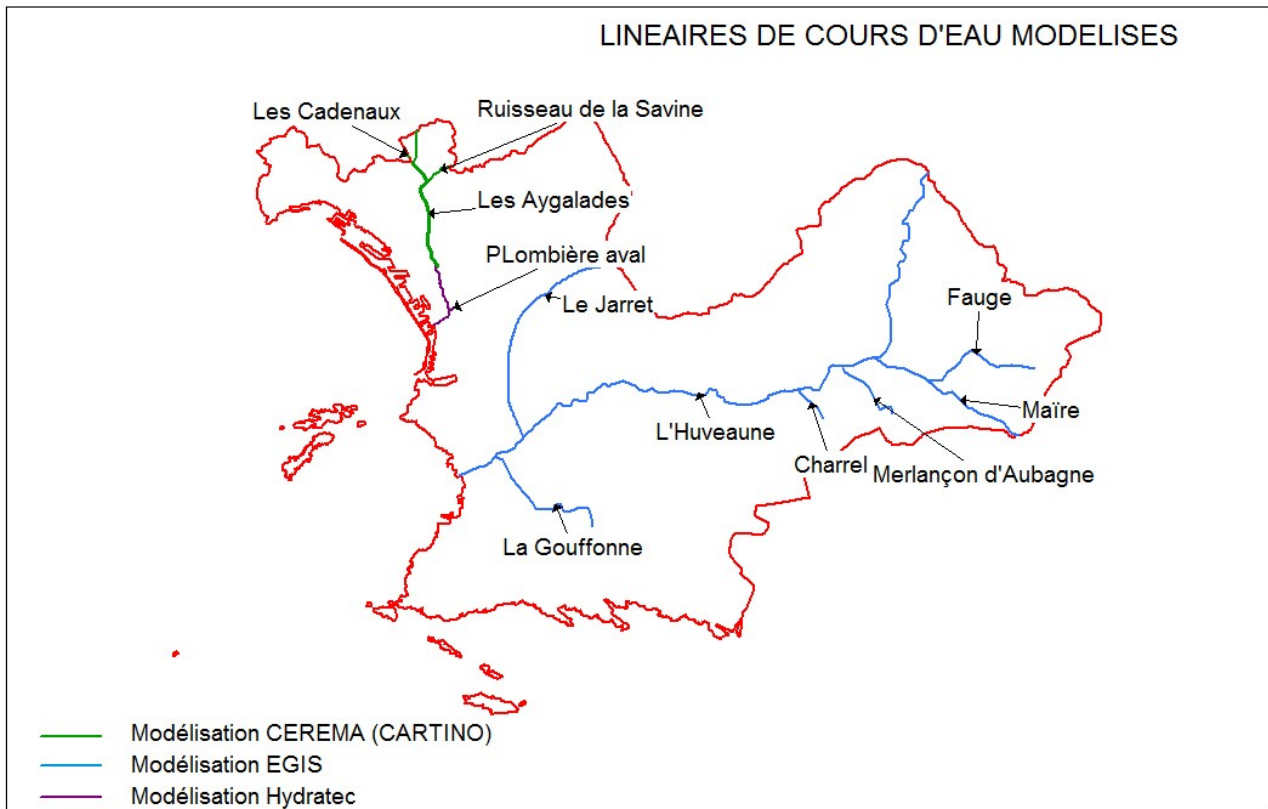 LINEAIRES DE COURS D'EAU MODELISES
Les Cadenaux
Ruisseau de la Savine
Les Aygalades
PLombière aval
Le Jarret
Fauge
L'Huveaune
Maïre
Charrel
Merlançon d'Aubagne
La Gouffonne
Modélisation CEREMA (CARTINO)
Modélisation EGIS
Modélisation Hydratec